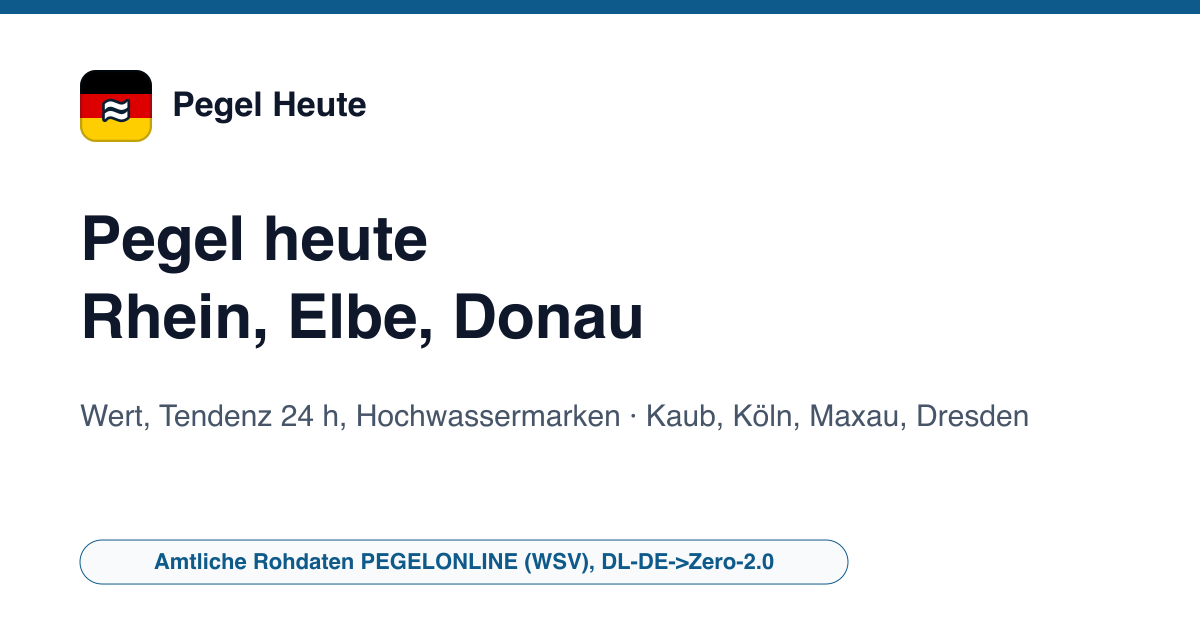 Pegel Heute
Pegel heute
Rhein, Elbe, Donau
Wert, Tendenz 24 h, Hochwassermarken · Kaub, Köln, Maxau, Dresden
Amtliche Rohdaten PEGELONLINE (WSV), DL-DE->Zero-2.0